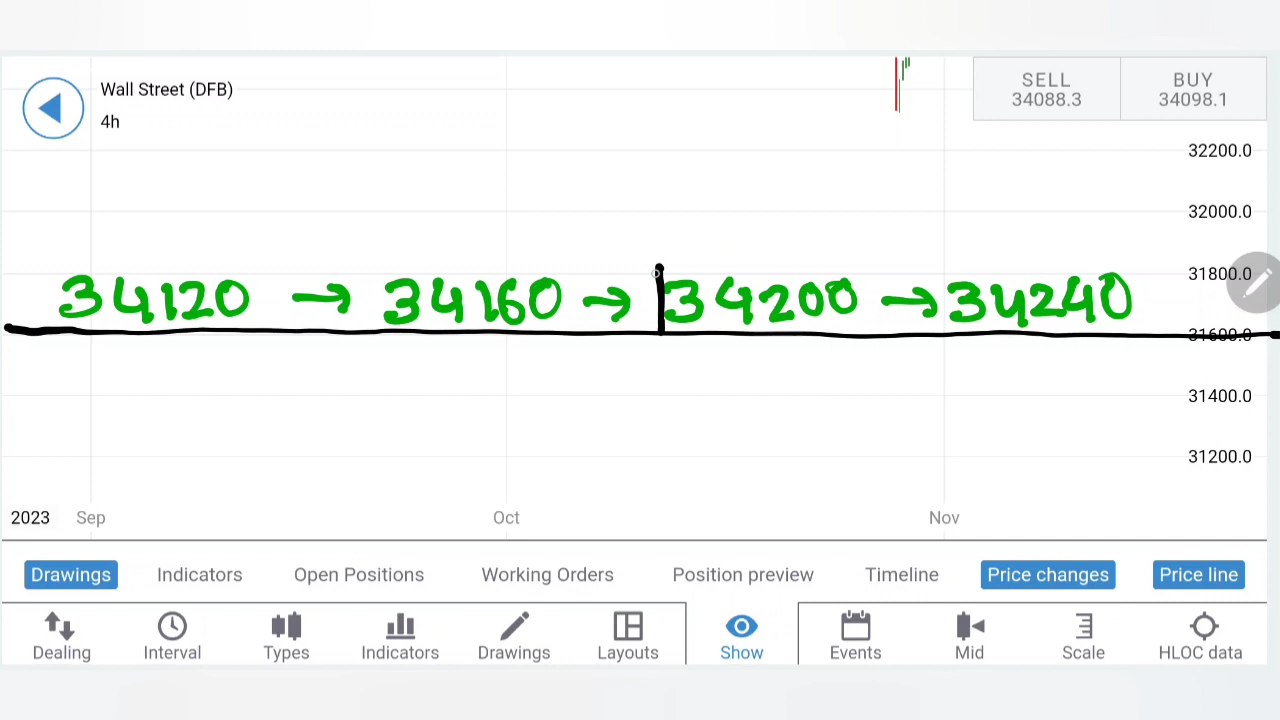 Wall Street (DFB)
4h
SELL
34088.3
BUY
34098.1
32200.0
32000.0
31800.0
34120 → 34160 → 34200 → 34240
31600.0
31400.0
31200.0
2023 Sep Oct Nov
Drawings Indicators Open Positions Working Orders Position preview Timeline Price changes Price line
Dealing Interval Types Indicators Drawings Layouts Show Events Mid Scale HLOC data